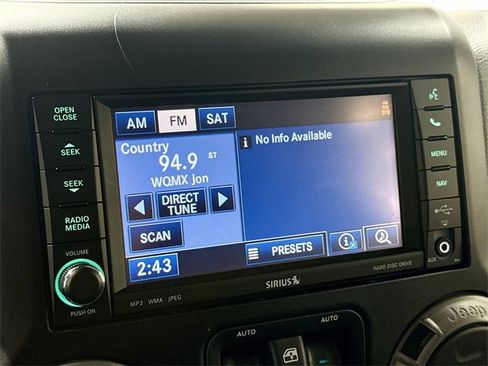 OPEN
CLOSE
SEEK
SEEK
RADIO
MEDIA
VOLUME
PUSH ON
AM FM SAT
Country
94.9 ST
WQMX Jon
DIRECT
TUNE
SCAN
2:43
i No Info Available
PRESETS
MENU
NAV
AUX
MP3 WMA JPEG
SIRIUS
HARD DISC DRIVE
AUTO
AUTO
Jeep